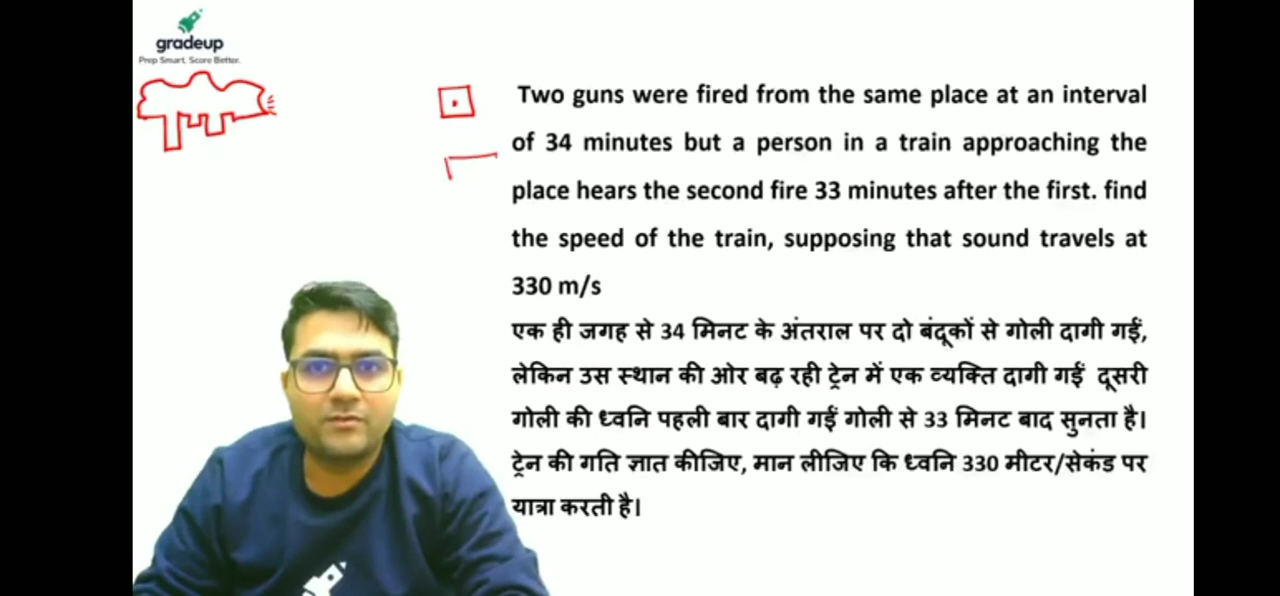 gradeup
Prep Smart. Score Better.
Two guns were fired from the same place at an interval
of 34 minutes but a person in a train approaching the
place hears the second fire 33 minutes after the first. find
the speed of the train, supposing that sound travels at
330 m/s
एक ही जगह से 34 मिनट के अंतराल पर दो बंदूकों से गोली दागी गईं,
लेकिन उस स्थान की ओर बढ़ रही ट्रेन में एक व्यक्ति दागी गईं दूसरी
गोली की ध्वनि पहली बार दागी गईं गोली से 33 मिनट बाद सुनता है।
ट्रेन की गति ज्ञात कीजिए, मान लीजिए कि ध्वनि 330 मीटर/सेकंड पर
यात्रा करती है।